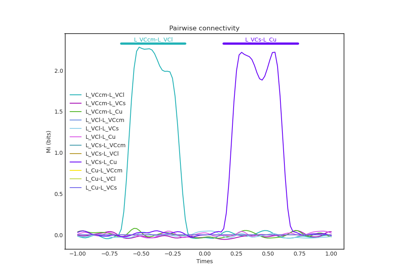 Pairwise connectivity
L_VCcm-L_VCl
L_VCs-L_Cu
2.0
1.5
1.0
0.5
0.0
Mi (bits)
L_VCcm-L_VCl
L_VCcm-L_VCs
L_VCcm-L_Cu
L_VCl-L_VCcm
L_VCl-L_VCs
L_VCl-L_Cu
L_VCs-L_VCcm
L_VCs-L_VCl
L_VCs-L_Cu
L_Cu-L_VCcm
L_Cu-L_VCl
L_Cu-L_VCs
−1.00 −0.75 −0.50 −0.25 0.00 0.25 0.50 0.75 1.00
Times